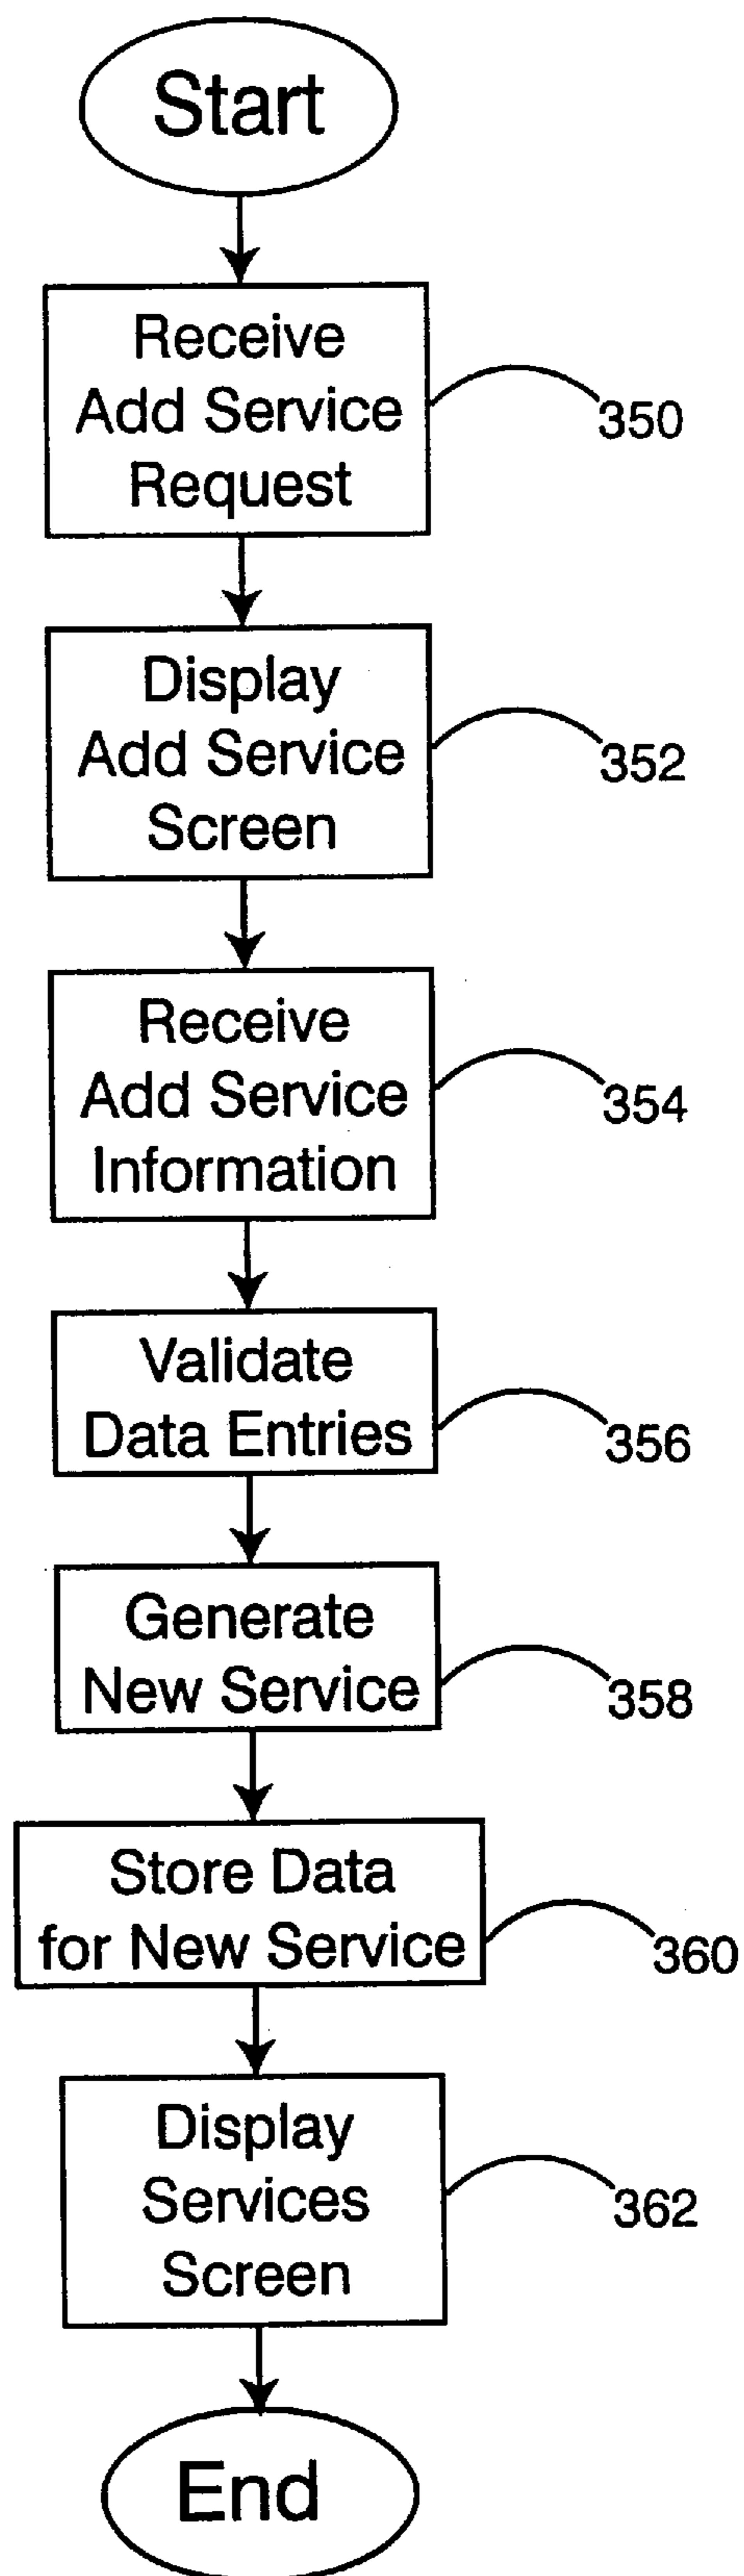 Start
Receive
Add Service
Request
350
Display
Add Service
Screen
352
Receive
Add Service
Information
354
Validate
Data Entries
356
Generate
New Service
358
Store Data
for New Service
360
Display
Services
Screen
362
End